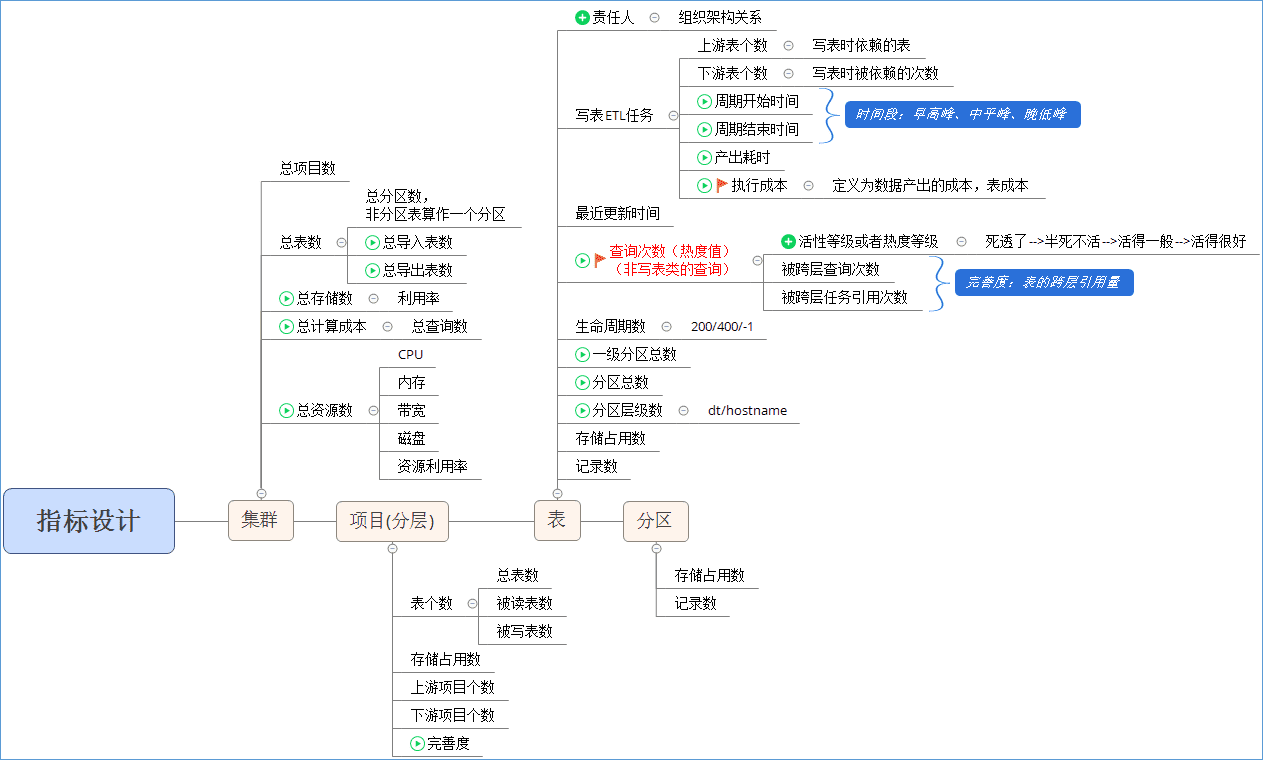 责任人
组织架构关系
上游表个数
写表时依赖的表
下游表个数
写表时被依赖的次数
写表ETL任务
周期开始时间
周期结束时间
时间段：早高峰、中平峰、晚低峰
产出耗时
执行成本
定义为数据产出的成本，表成本
最近更新时间
查询次数（热度值）
（非写表类的查询）
活性等级或者热度等级
死透了-->半死不活-->活得一般-->活得很好
被跨层查询次数
被跨层任务引用次数
完善度：表的跨层引用量
生命周期数
200/400/-1
一级分区总数
分区总数
分区层级数
dt/hostname
存储占用数
记录数
总项目数
总表数
总分区数，
非分区表算作一个分区
总导入表数
总导出表数
总存储数
利用率
总计算成本
总查询数
总资源数
CPU
内存
带宽
磁盘
资源利用率
指标设计
集群
项目(分层)
表
分区
表个数
总表数
被读表数
被写表数
存储占用数
上游项目个数
下游项目个数
完善度
存储占用数
记录数